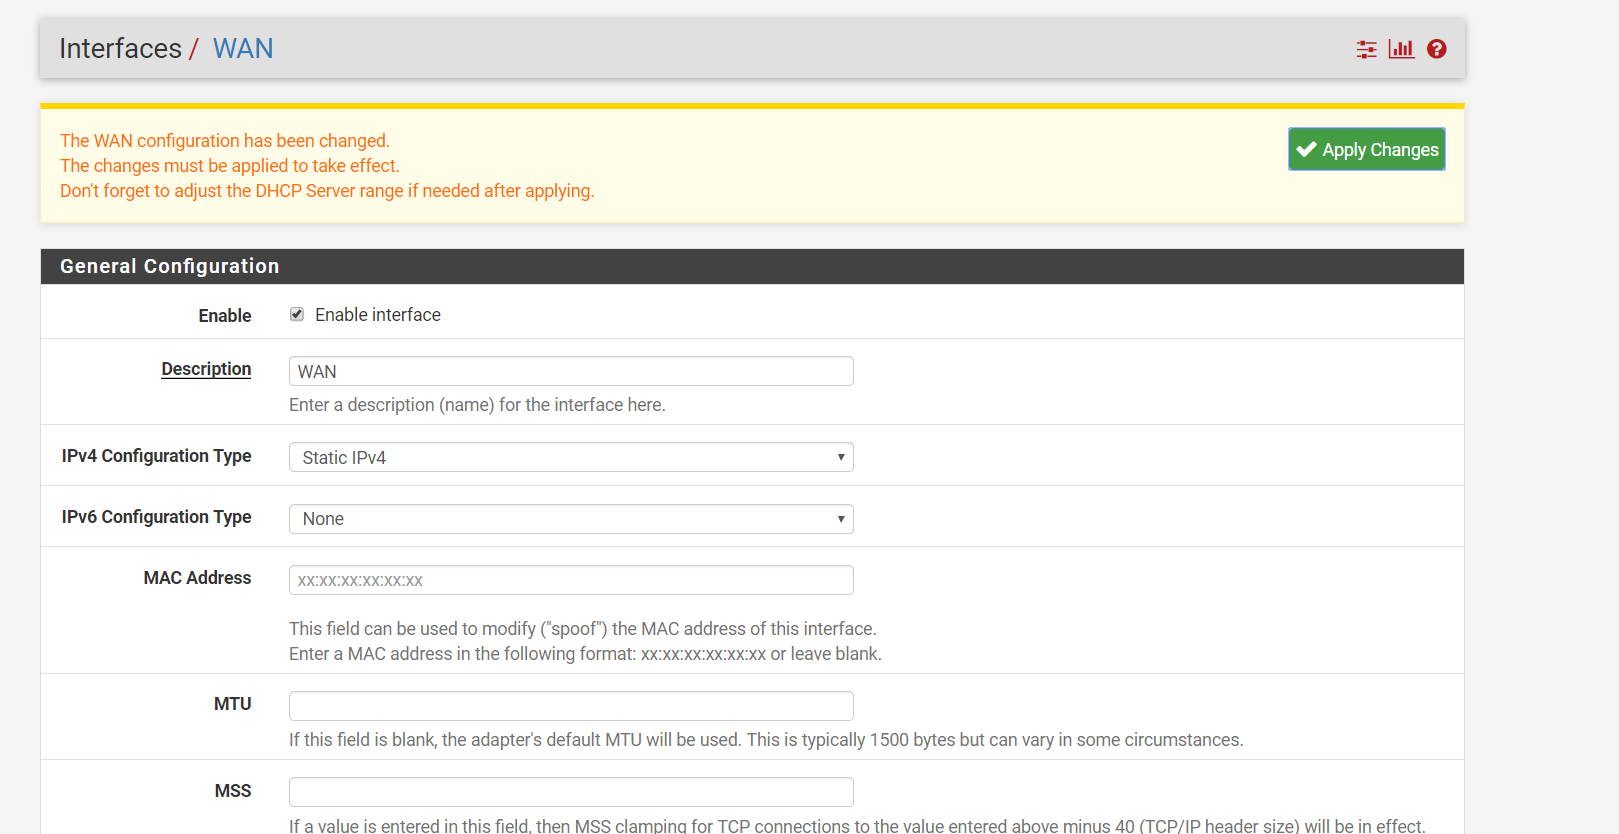 Interfaces / WAN
The WAN configuration has been changed.
The changes must be applied to take effect.
Don't forget to adjust the DHCP Server range if needed after applying.
Apply Changes
General Configuration
Enable
Enable interface
Description
WAN
Enter a description (name) for the interface here.
IPv4 Configuration Type
Static IPv4
IPv6 Configuration Type
None
MAC Address
xx:xx:xx:xx:xx:xx
This field can be used to modify ("spoof") the MAC address of this interface.
Enter a MAC address in the following format: xx:xx:xx:xx:xx:xx or leave blank.
MTU
If this field is blank, the adapter's default MTU will be used. This is typically 1500 bytes but can vary in some circumstances.
MSS
If a value is entered in this field, then MSS clamping for TCP connections to the value entered above minus 40 (TCP/IP header size) will be in effect.